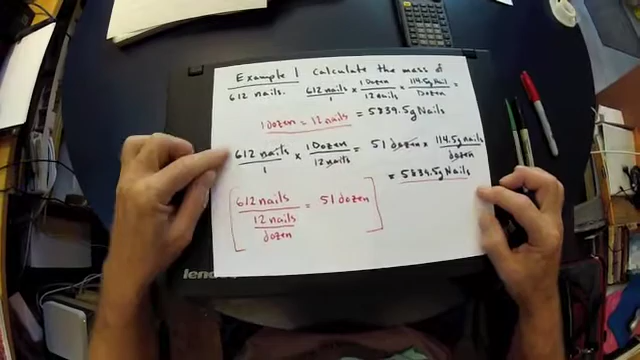 Example 1 Calculate the mass of
612 nails. 612 nails/1 × 1 Dozen/12 nails × 114.5g Nails/Dozen =
1 Dozen = 12 nails = 5839.5g Nails
612 nails/1 × 1 Dozen/12 nails = 51 dozen × 114.5g nails/dozen
= 5839.5g Nails
[612 nails/(12 nails/dozen) = 51 dozen]
lenovo